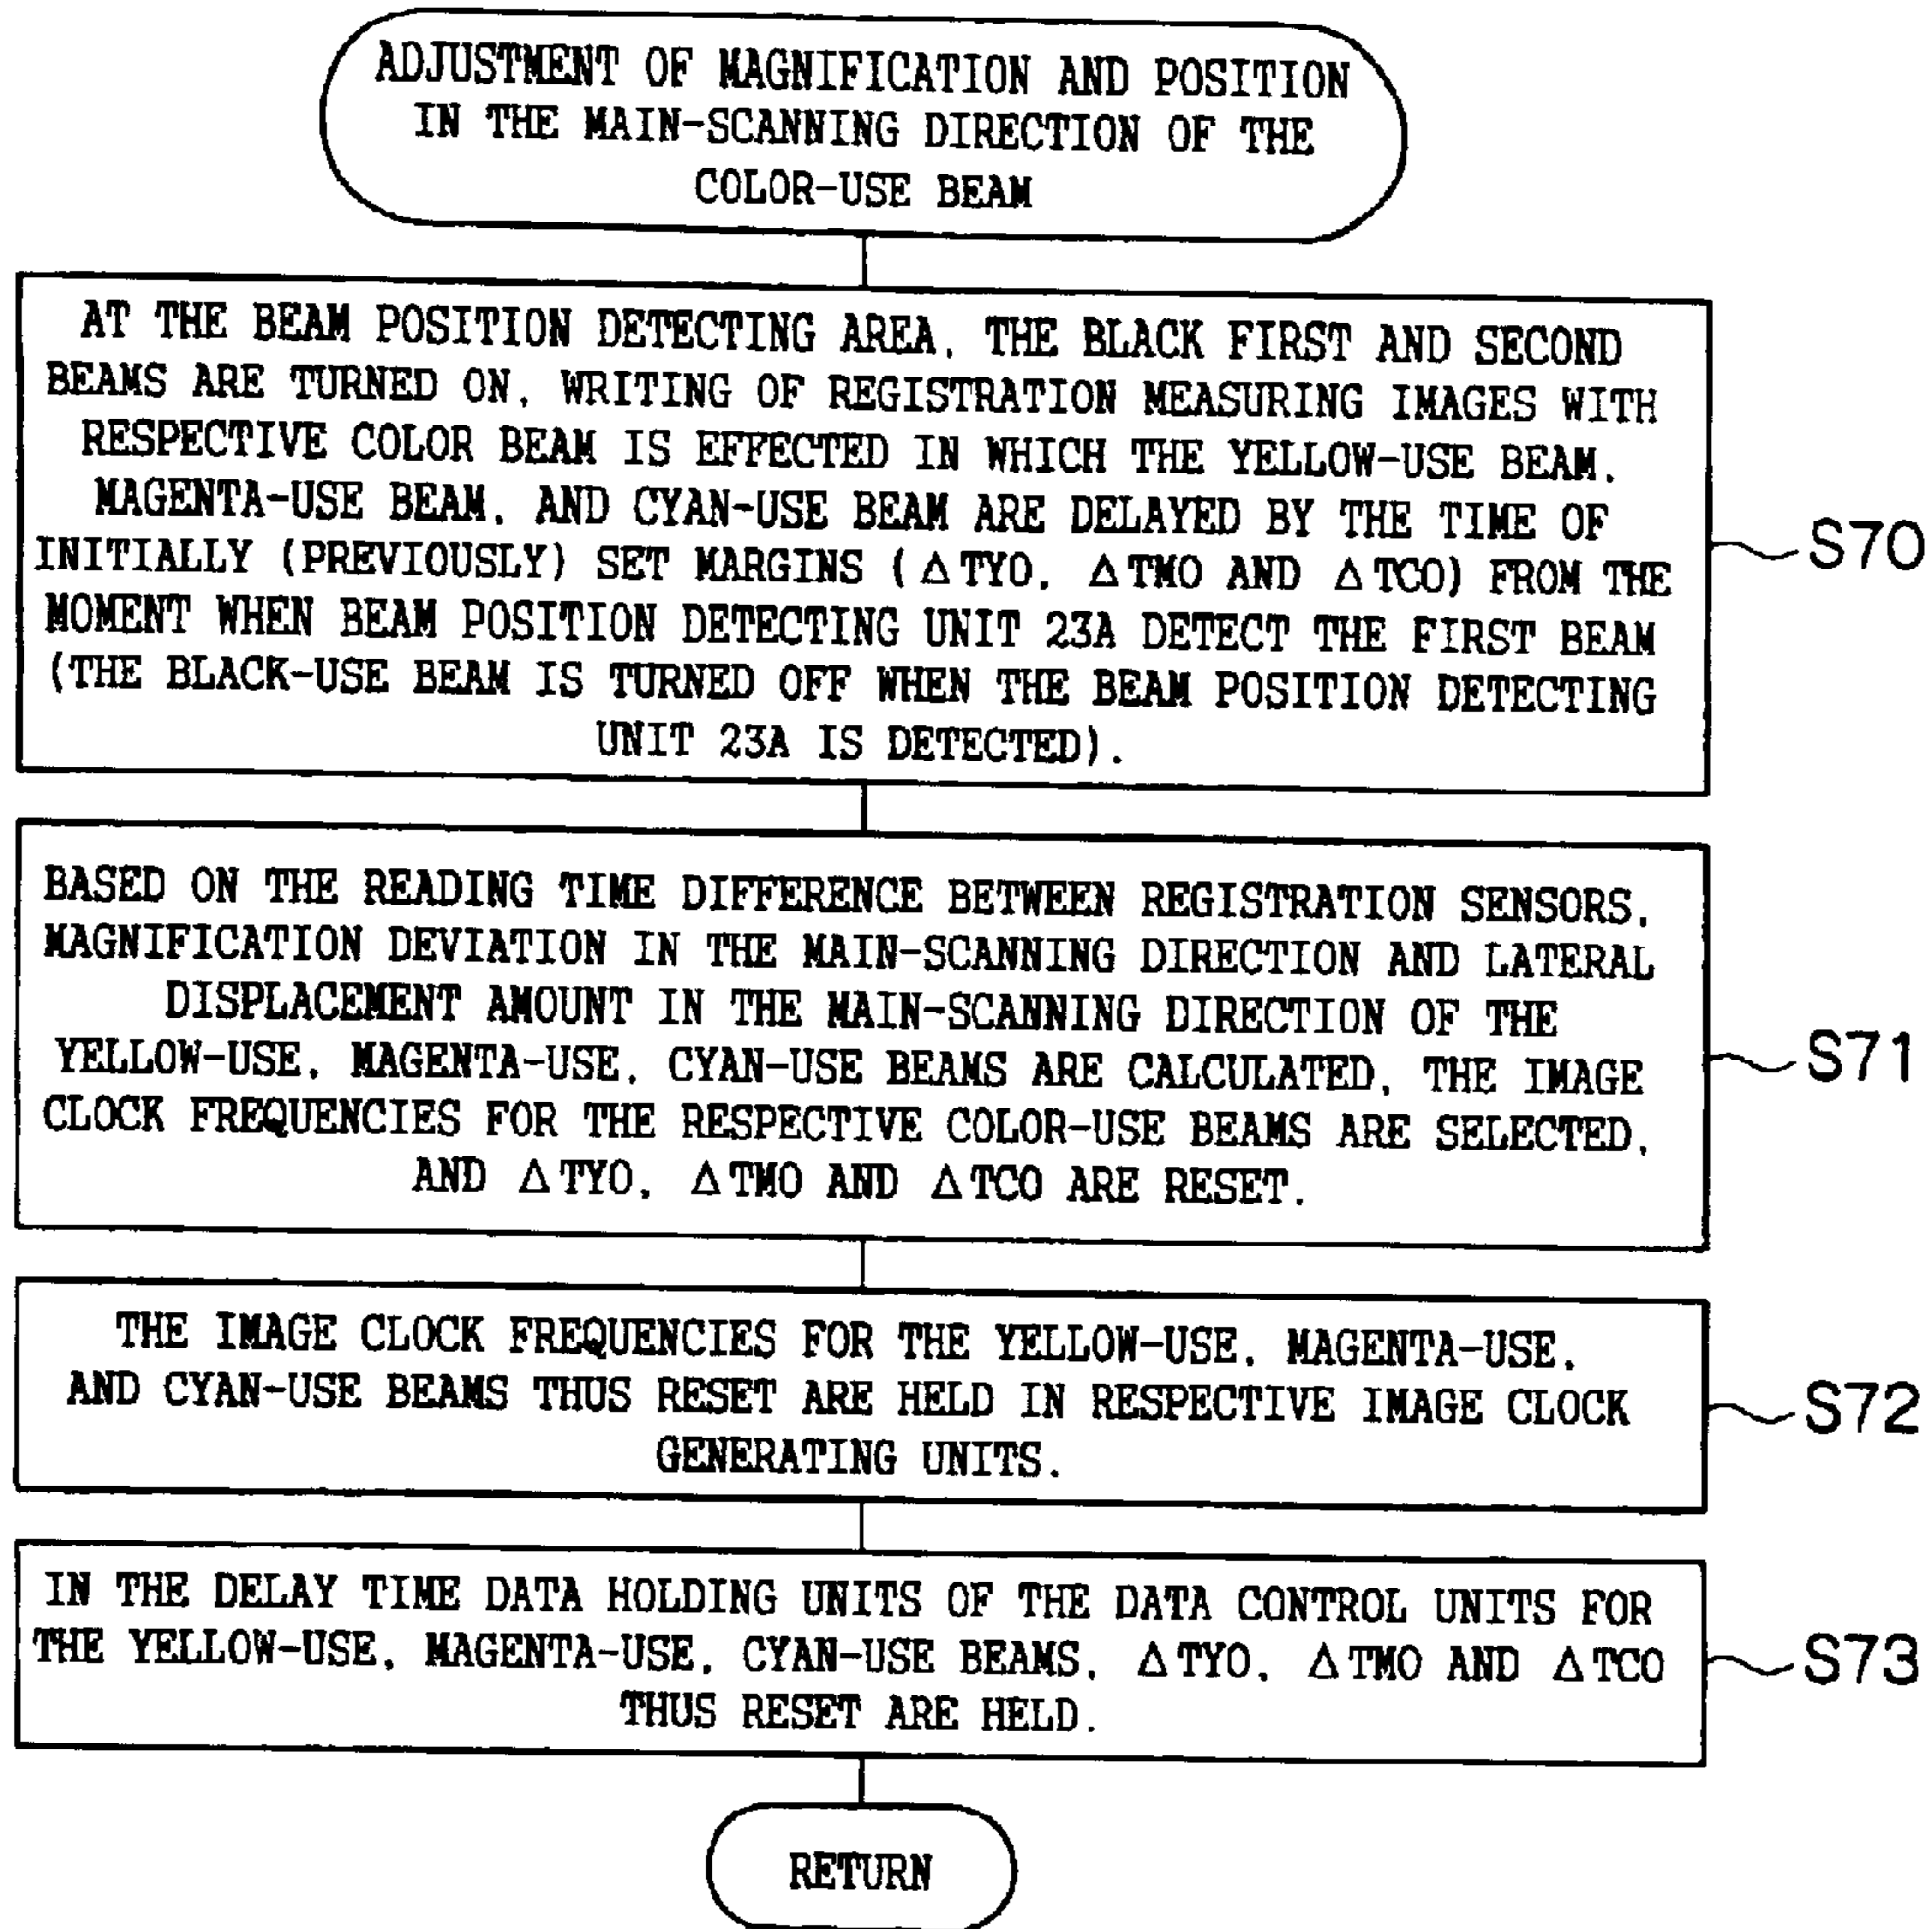 ADJUSTMENT OF MAGNIFICATION AND POSITION
IN THE MAIN-SCANNING DIRECTION OF THE
COLOR-USE BEAM
AT THE BEAM POSITION DETECTING AREA, THE BLACK FIRST AND SECOND
BEAMS ARE TURNED ON, WRITING OF REGISTRATION MEASURING IMAGES WITH
RESPECTIVE COLOR BEAM IS EFFECTED IN WHICH THE YELLOW-USE BEAM,
MAGENTA-USE BEAM, AND CYAN-USE BEAM ARE DELAYED BY THE TIME OF
INITIALLY (PREVIOUSLY) SET MARGINS (△TYO, △TMO AND △TCO) FROM THE
MOMENT WHEN BEAM POSITION DETECTING UNIT 23A DETECT THE FIRST BEAM
(THE BLACK-USE BEAM IS TURNED OFF WHEN THE BEAM POSITION DETECTING
UNIT 23A IS DETECTED).
S70
BASED ON THE READING TIME DIFFERENCE BETWEEN REGISTRATION SENSORS,
MAGNIFICATION DEVIATION IN THE MAIN-SCANNING DIRECTION AND LATERAL
DISPLACEMENT AMOUNT IN THE MAIN-SCANNING DIRECTION OF THE
YELLOW-USE, MAGENTA-USE, CYAN-USE BEAMS ARE CALCULATED, THE IMAGE
CLOCK FREQUENCIES FOR THE RESPECTIVE COLOR-USE BEAMS ARE SELECTED,
AND △TYO, △TMO AND △TCO ARE RESET.
S71
THE IMAGE CLOCK FREQUENCIES FOR THE YELLOW-USE, MAGENTA-USE,
AND CYAN-USE BEAMS THUS RESET ARE HELD IN RESPECTIVE IMAGE CLOCK
GENERATING UNITS.
S72
IN THE DELAY TIME DATA HOLDING UNITS OF THE DATA CONTROL UNITS FOR
THE YELLOW-USE, MAGENTA-USE, CYAN-USE BEAMS, △TYO, △TMO AND △TCO
THUS RESET ARE HELD.
S73
RETURN